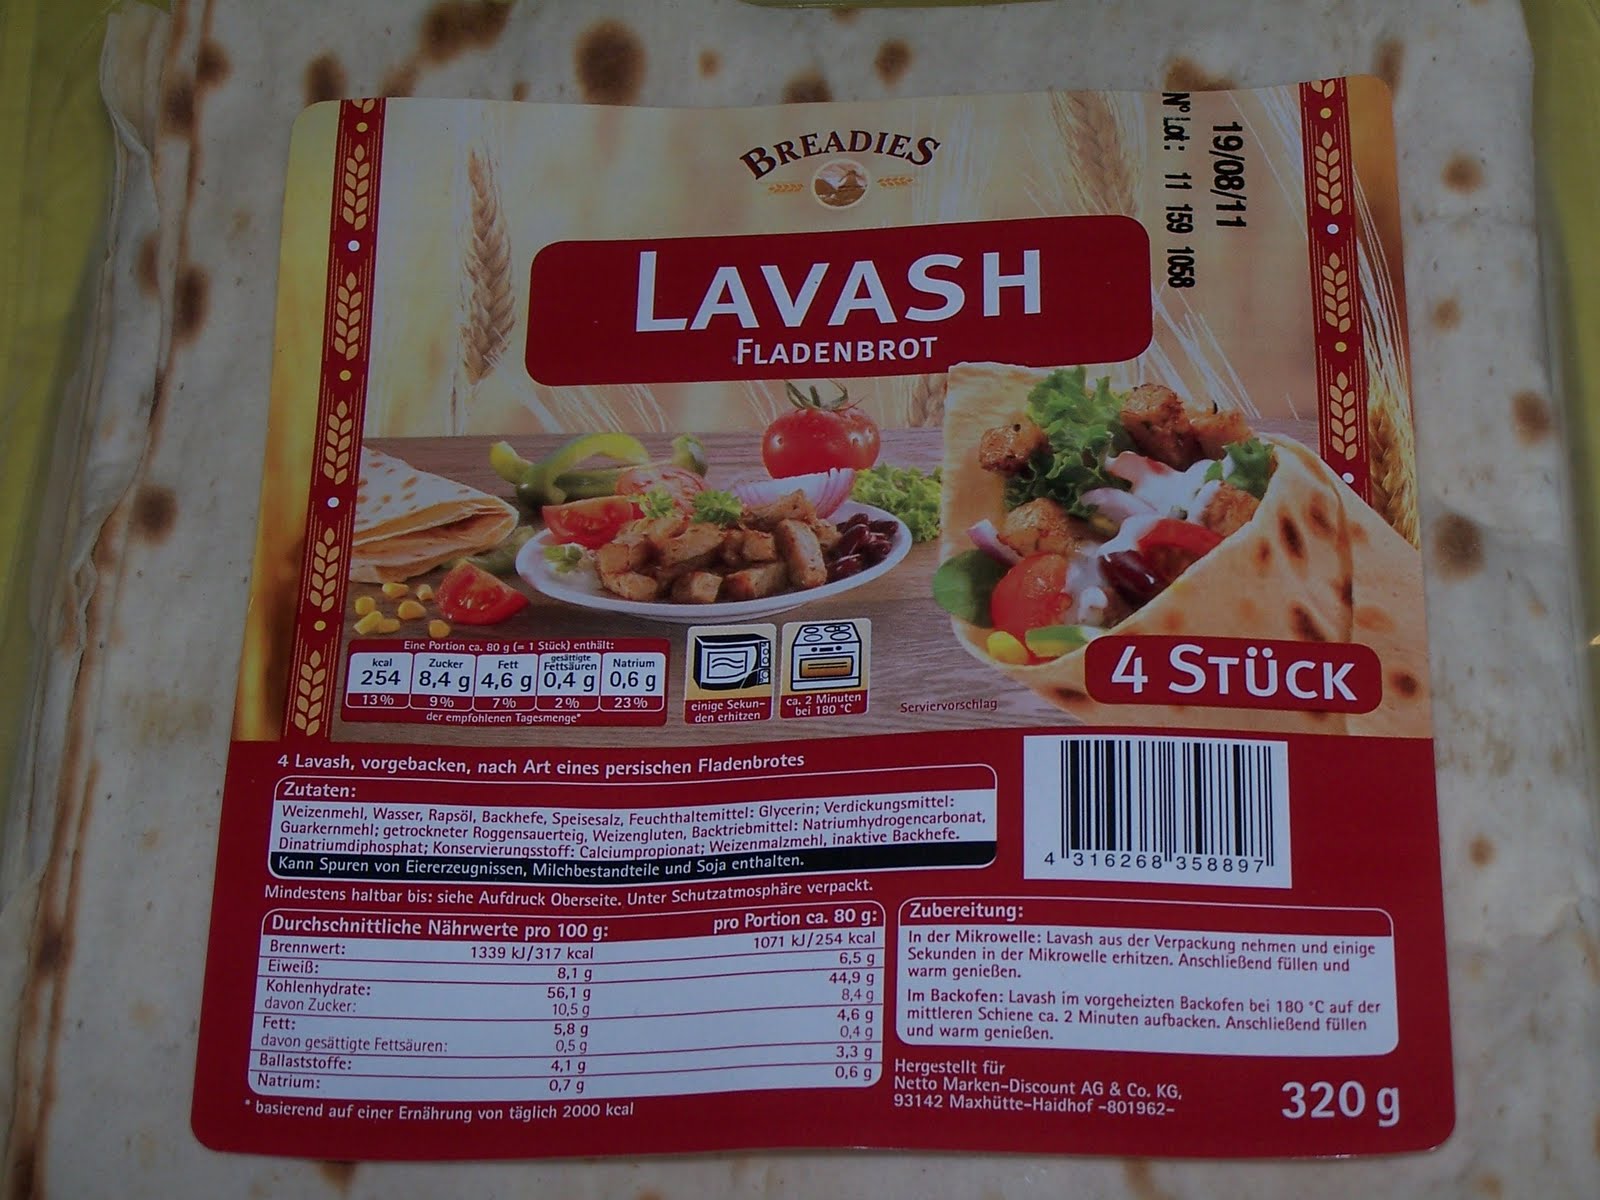 BREADIES
19/08/11
N° Lot: 11 159 1058
LAVASH
FLADENBROT
4 STÜCK
Eine Portion ca. 80 g (= 1 Stück) enthält:
kcal 254 13%
Zucker 8,4 g 9%
Fett 4,6 g 7%
gesättigte Fettsäuren 0,4 g 2%
Natrium 0,6 g 23%
der empfohlenen Tagesmenge*
einige Sekun-
den erhitzen
ca. 2 Minuten
bei 180 °C
Serviervorschlag
4 Lavash, vorgebacken, nach Art eines persischen Fladenbrotes
Zutaten:
Weizenmehl, Wasser, Rapsöl, Backhefe, Speisesalz, Feuchthaltemittel: Glycerin; Verdickungsmittel:
Guarkernmehl; getrockneter Roggensauerteig, Weizengluten, Backtriebmittel: Natriumhydrogencarbonat,
Dinatriumdiphosphat; Konservierungsstoff: Calciumpropionat; Weizenmalzmehl, inaktive Backhefe.
Kann Spuren von Eiererzeugnissen, Milchbestandteile und Soja enthalten.
Mindestens haltbar bis: siehe Aufdruck Oberseite. Unter Schutzatmosphäre verpackt.
4 316268 358897
Durchschnittliche Nährwerte pro 100 g: pro Portion ca. 80 g:
Brennwert: 1339 kJ/317 kcal 1071 kJ/254 kcal
Eiweiß: 8,1 g 6,5 g
Kohlenhydrate: 56,1 g 44,9 g
davon Zucker: 10,5 g 8,4 g
Fett: 5,8 g 4,6 g
davon gesättigte Fettsäuren: 0,5 g 0,4 g
Ballaststoffe: 4,1 g 3,3 g
Natrium: 0,7 g 0,6 g
* basierend auf einer Ernährung von täglich 2000 kcal
Zubereitung:
In der Mikrowelle: Lavash aus der Verpackung nehmen und einige
Sekunden in der Mikrowelle erhitzen. Anschließend füllen und
warm genießen.
Im Backofen: Lavash im vorgeheizten Backofen bei 180 °C auf der
mittleren Schiene ca. 2 Minuten aufbacken. Anschließend füllen
und warm genießen.
Hergestellt für
Netto Marken-Discount AG & Co. KG,
93142 Maxhütte-Haidhof -801962-
320 g